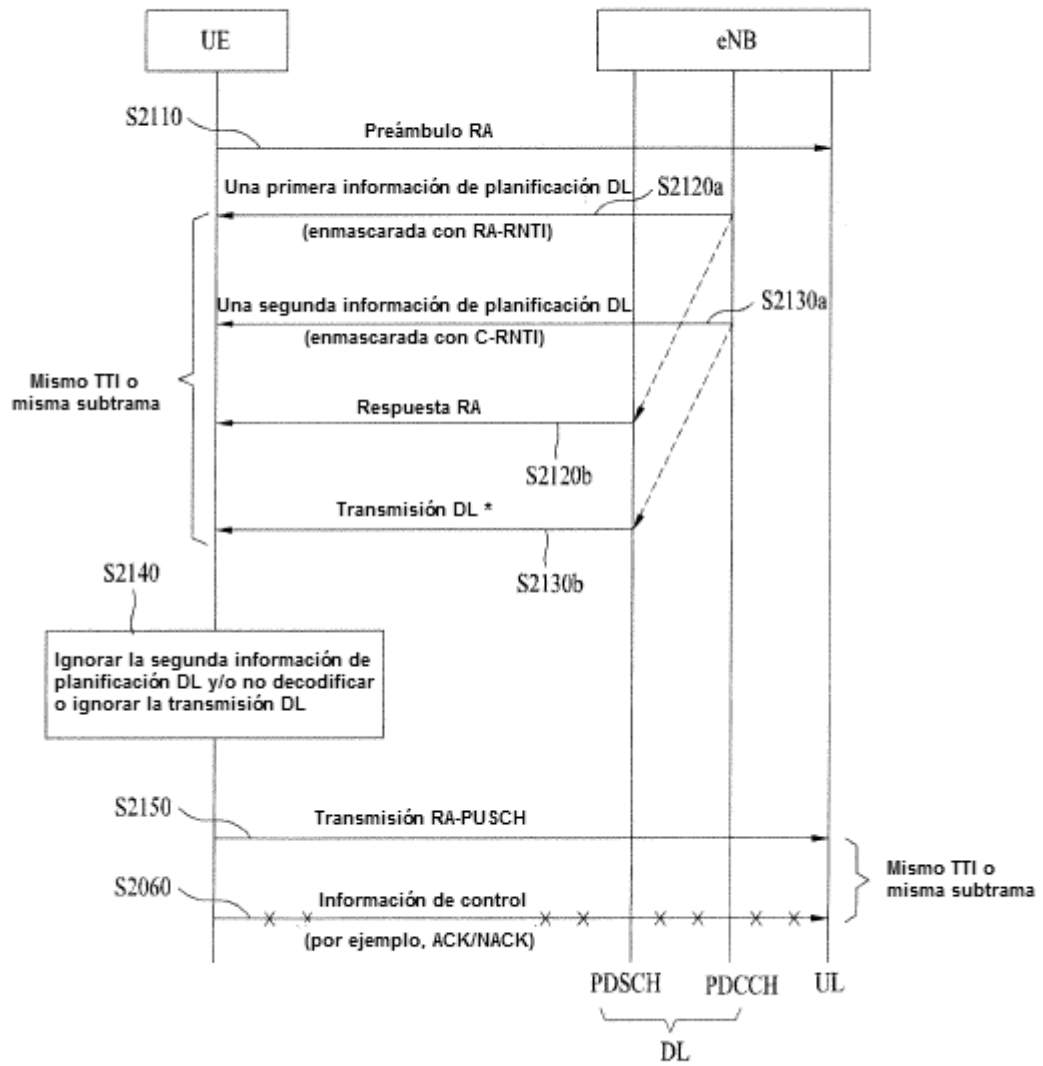 UE
eNB
S2110
Preámbulo RA
Una primera información de planificación DL
S2120a
(enmascarada con RA-RNTI)
Una segunda información de planificación DL
S2130a
(enmascarada con C-RNTI)
Mismo TTI o
misma subtrama
Respuesta RA
S2120b
Transmisión DL *
S2130b
S2140
Ignorar la segunda información de
planificación DL y/o no decodificar
o ignorar la transmisión DL
S2150
Transmisión RA-PUSCH
Mismo TTI o
misma subtrama
S2060
Información de control
(por ejemplo, ACK/NACK)
PDSCH
PDCCH
UL
DL